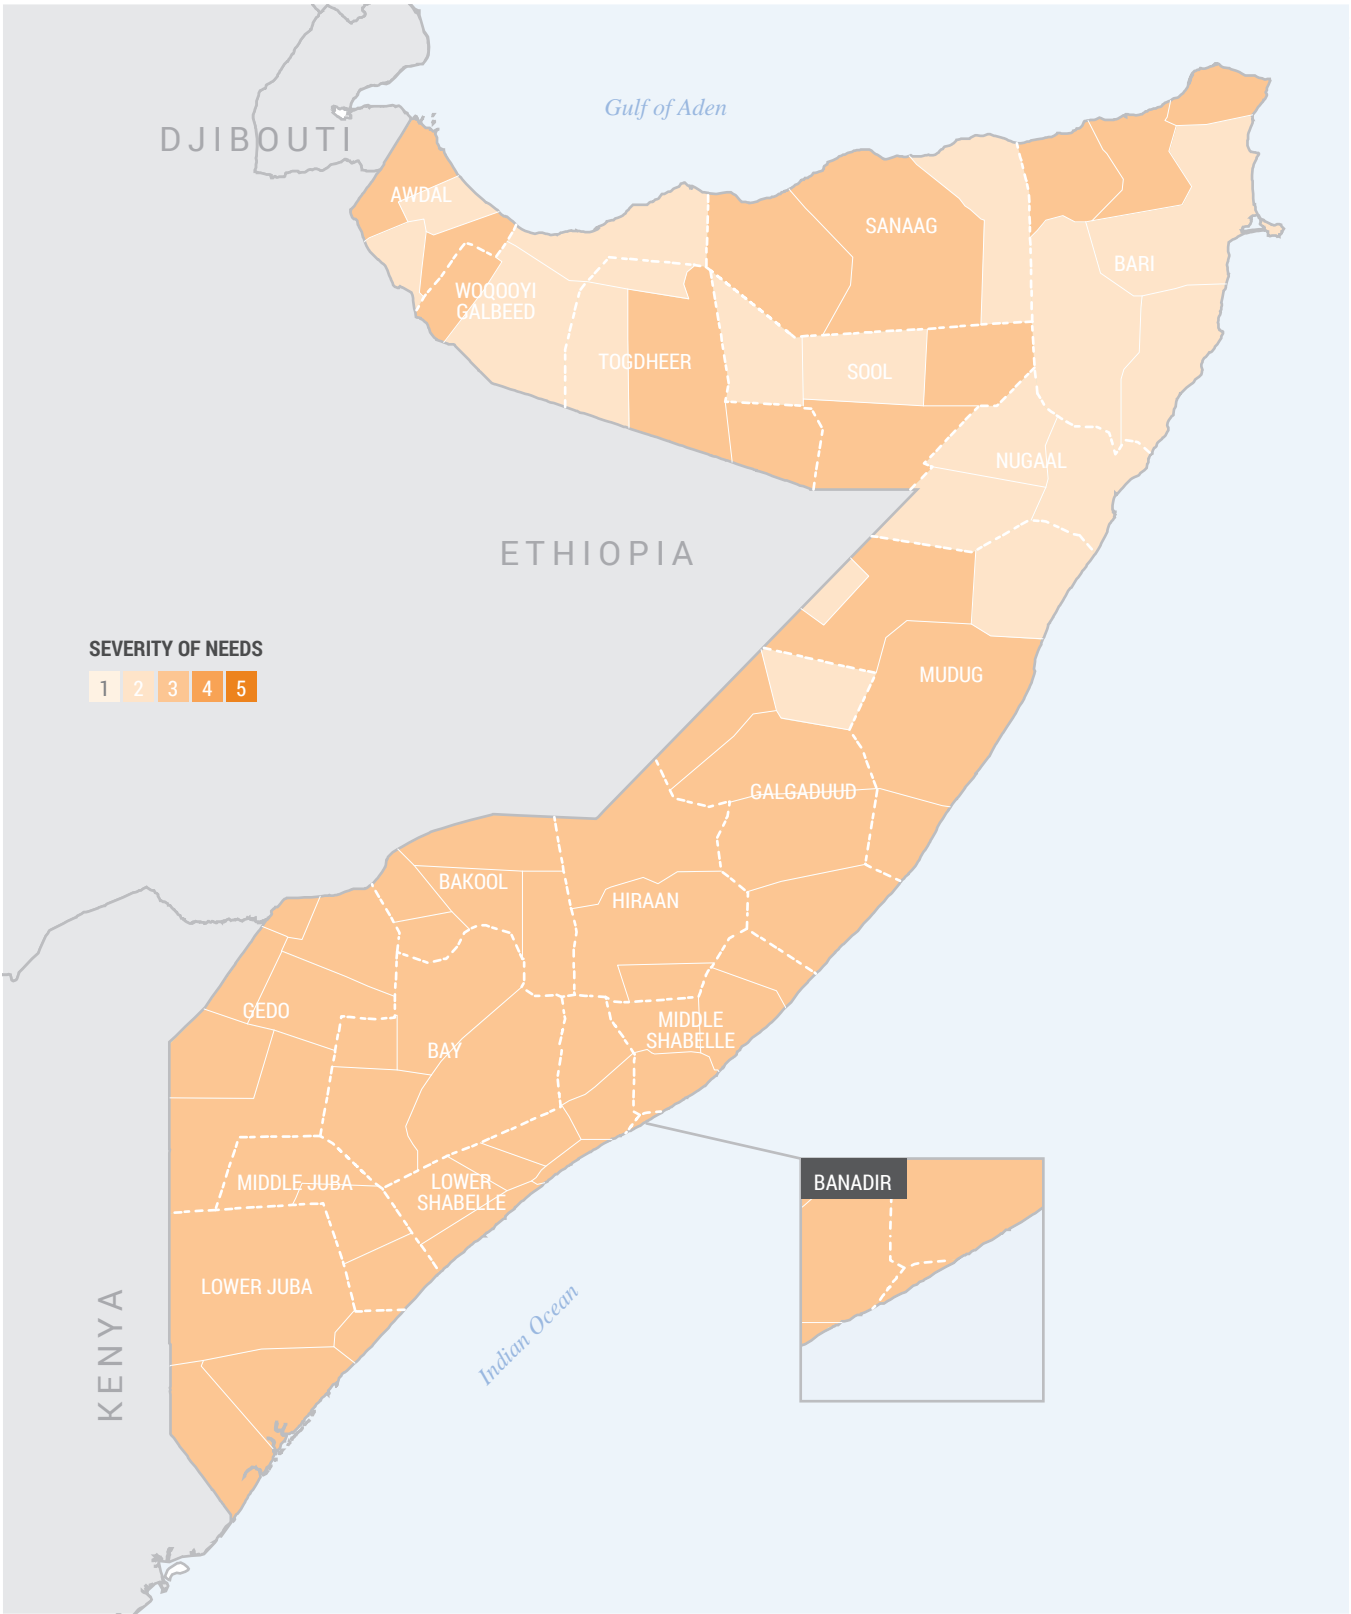 Gulf of Aden
DJIBOUTI
AWDAL
SANAAG
BARI
WOQOOYI
GALBEED
TOGDHEER
SOOL
NUGAAL
ETHIOPIA
SEVERITY OF NEEDS
1 2 3 4 5
MUDUG
GALGADUUD
BAKOOL
HIRAAN
GEDO
MIDDLE
SHABELLE
BAY
MIDDLE JUBA
LOWER
SHABELLE
BANADIR
LOWER JUBA
KENYA
Indian Ocean